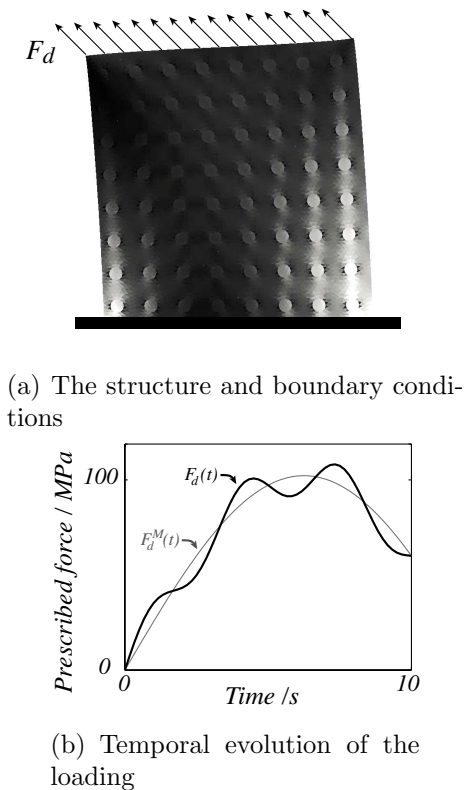 F_d
(a) The structure and boundary condi-
tions
Prescribed force / MPa
100
F_d(t)
F_d^M(t)
0
0
10
Time /s
(b) Temporal evolution of the
loading